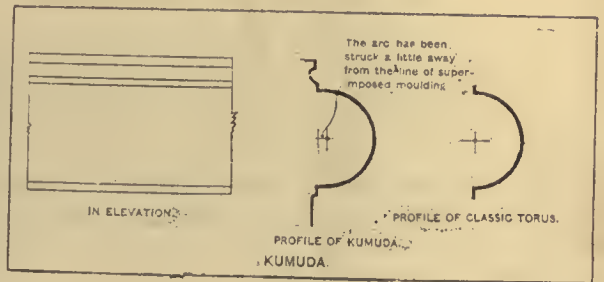 The arc has been
struck a little away
from the line of super-
imposed moulding
IN ELEVATION.
PROFILE OF KUMUDA.
PROFILE OF CLASSIC TORUS.
KUMUDA.